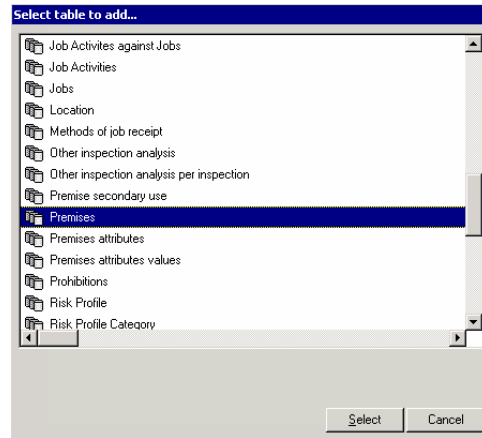 Select table to add...
Job Activites against Jobs
Job Activities
Jobs
Location
Methods of job receipt
Other inspection analysis
Other inspection analysis per inspection
Premise secondary use
Premises
Premises attributes
Premises attributes values
Prohibitions
Risk Profile
Risk Profile Category
Select Cancel